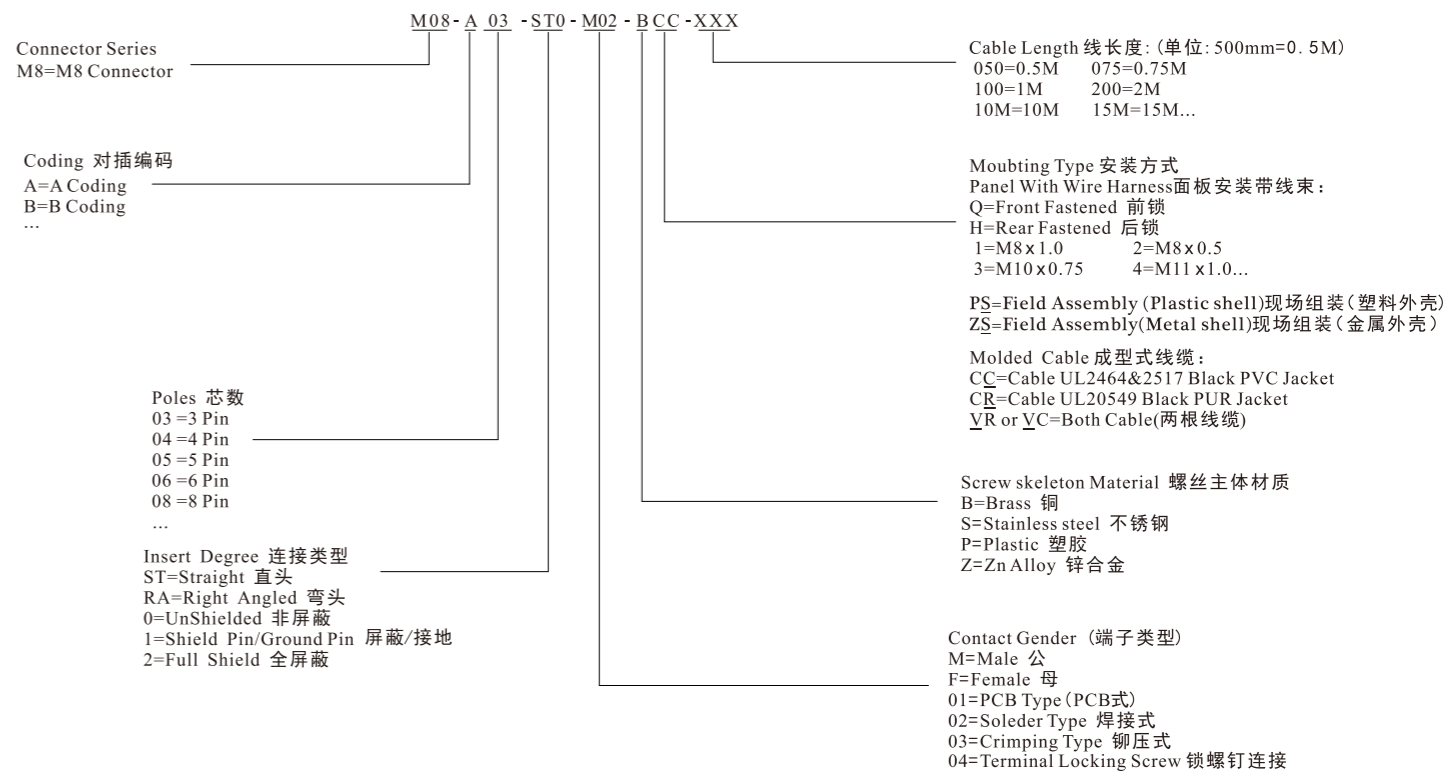 M08-A 03 -ST0-M02-BCC-XXX
Connector Series
M8=M8 Connector
Coding 对插编码
A=A Coding
B=B Coding
...
Poles 芯数
03 =3 Pin
04 =4 Pin
05 =5 Pin
06 =6 Pin
08 =8 Pin
...
Insert Degree 连接类型
ST=Straight 直头
RA=Right Angled 弯头
0=UnShielded 非屏蔽
1=Shield Pin/Ground Pin 屏蔽/接地
2=Full Shield 全屏蔽
Cable Length 线长度: (单位: 500mm=0.5M)
050=0.5M 075=0.75M
100=1M 200=2M
10M=10M 15M=15M...
Moubting Type 安装方式
Panel With Wire Harness面板安装带线束:
Q=Front Fastened 前锁
H=Rear Fastened 后锁
1=M8x1.0 2=M8x0.5
3=M10x0.75 4=M11x1.0...
PS=Field Assembly (Plastic shell)现场组装(塑料外壳)
ZS=Field Assembly(Metal shell)现场组装(金属外壳)
Molded Cable 成型式线缆:
CC=Cable UL2464&2517 Black PVC Jacket
CR=Cable UL20549 Black PUR Jacket
VR or VC=Both Cable(两根线缆)
Screw skeleton Material 螺丝主体材质
B=Brass 铜
S=Stainless steel 不锈钢
P=Plastic 塑胶
Z=Zn Alloy 锌合金
Contact Gender (端子类型)
M=Male 公
F=Female 母
01=PCB Type(PCB式)
02=Soleder Type 焊接式
03=Crimping Type 铆压式
04=Terminal Locking Screw 锁螺钉连接